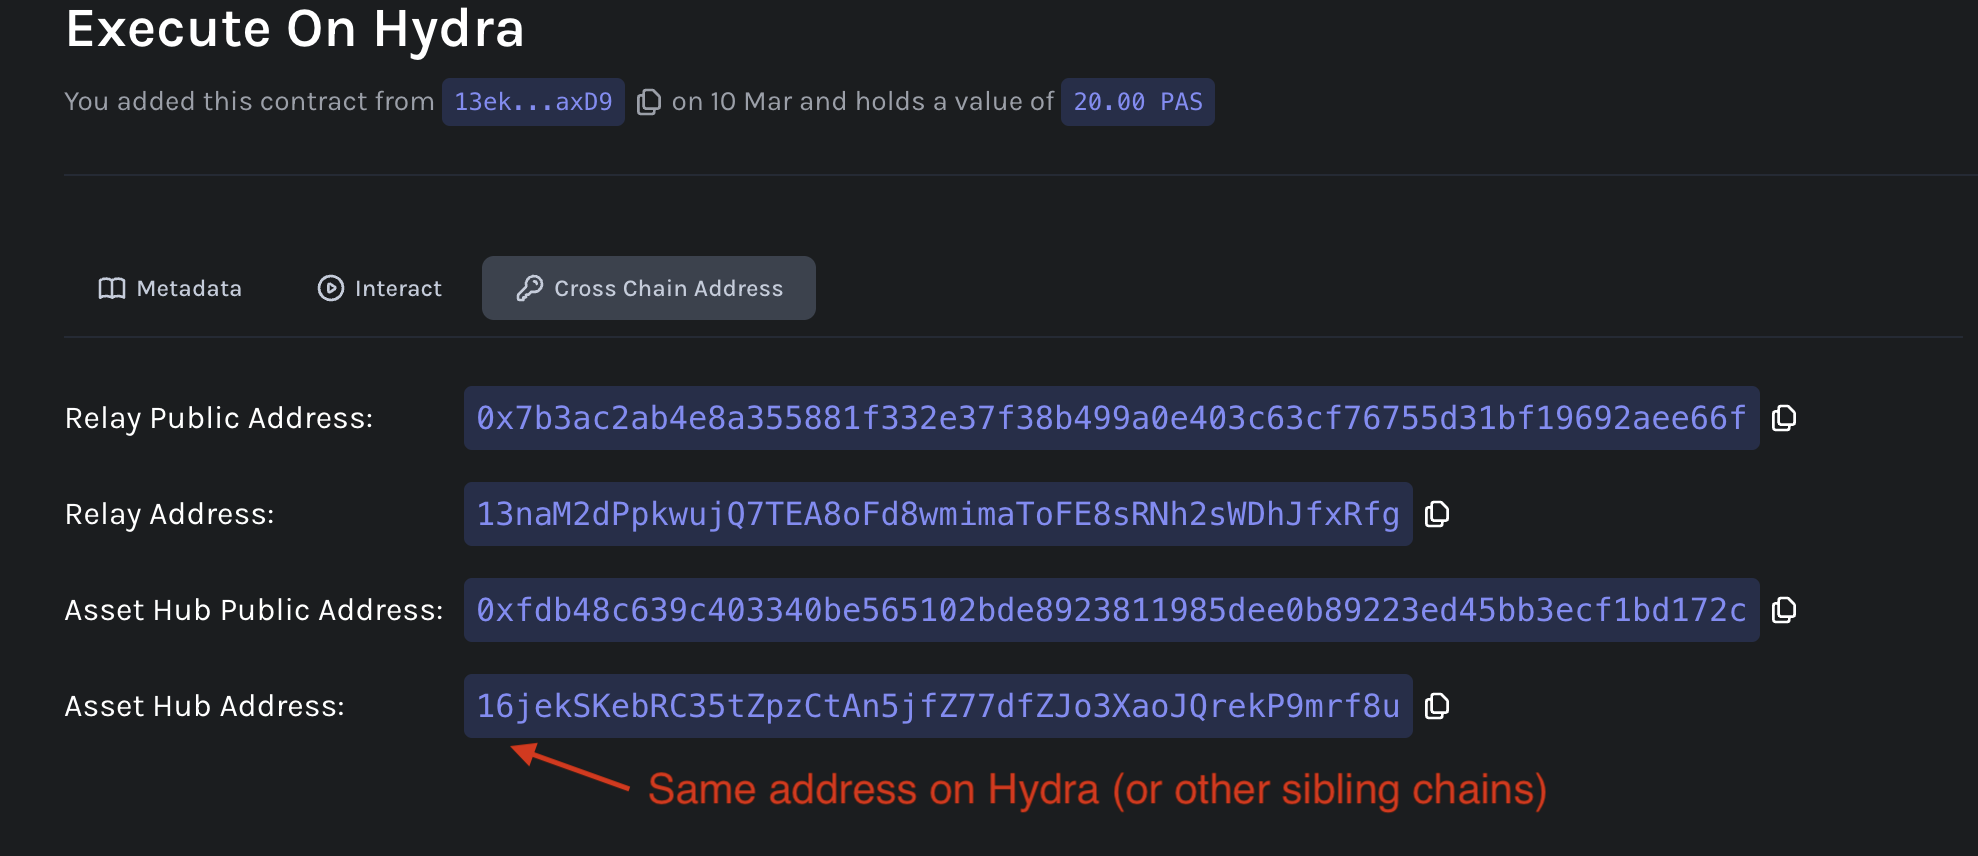 Execute On Hydra
You added this contract from 13ek...axD9 on 10 Mar and holds a value of 20.00 PAS
Metadata Interact Cross Chain Address
Relay Public Address: 0x7b3ac2ab4e8a355881f332e37f38b499a0e403c63cf76755d31bf19692aee66f
Relay Address: 13naM2dPpkwujQ7TEA8oFd8wmimaToFE8sRNh2sWDhJfxRfg
Asset Hub Public Address: 0xfdb48c639c403340be565102bde8923811985dee0b89223ed45bb3ecf1bd172c
Asset Hub Address: 16jekSKebRC35tZpzCtAn5jfZ77dfZJo3XaoJQrekP9mrf8u
Same address on Hydra (or other sibling chains)